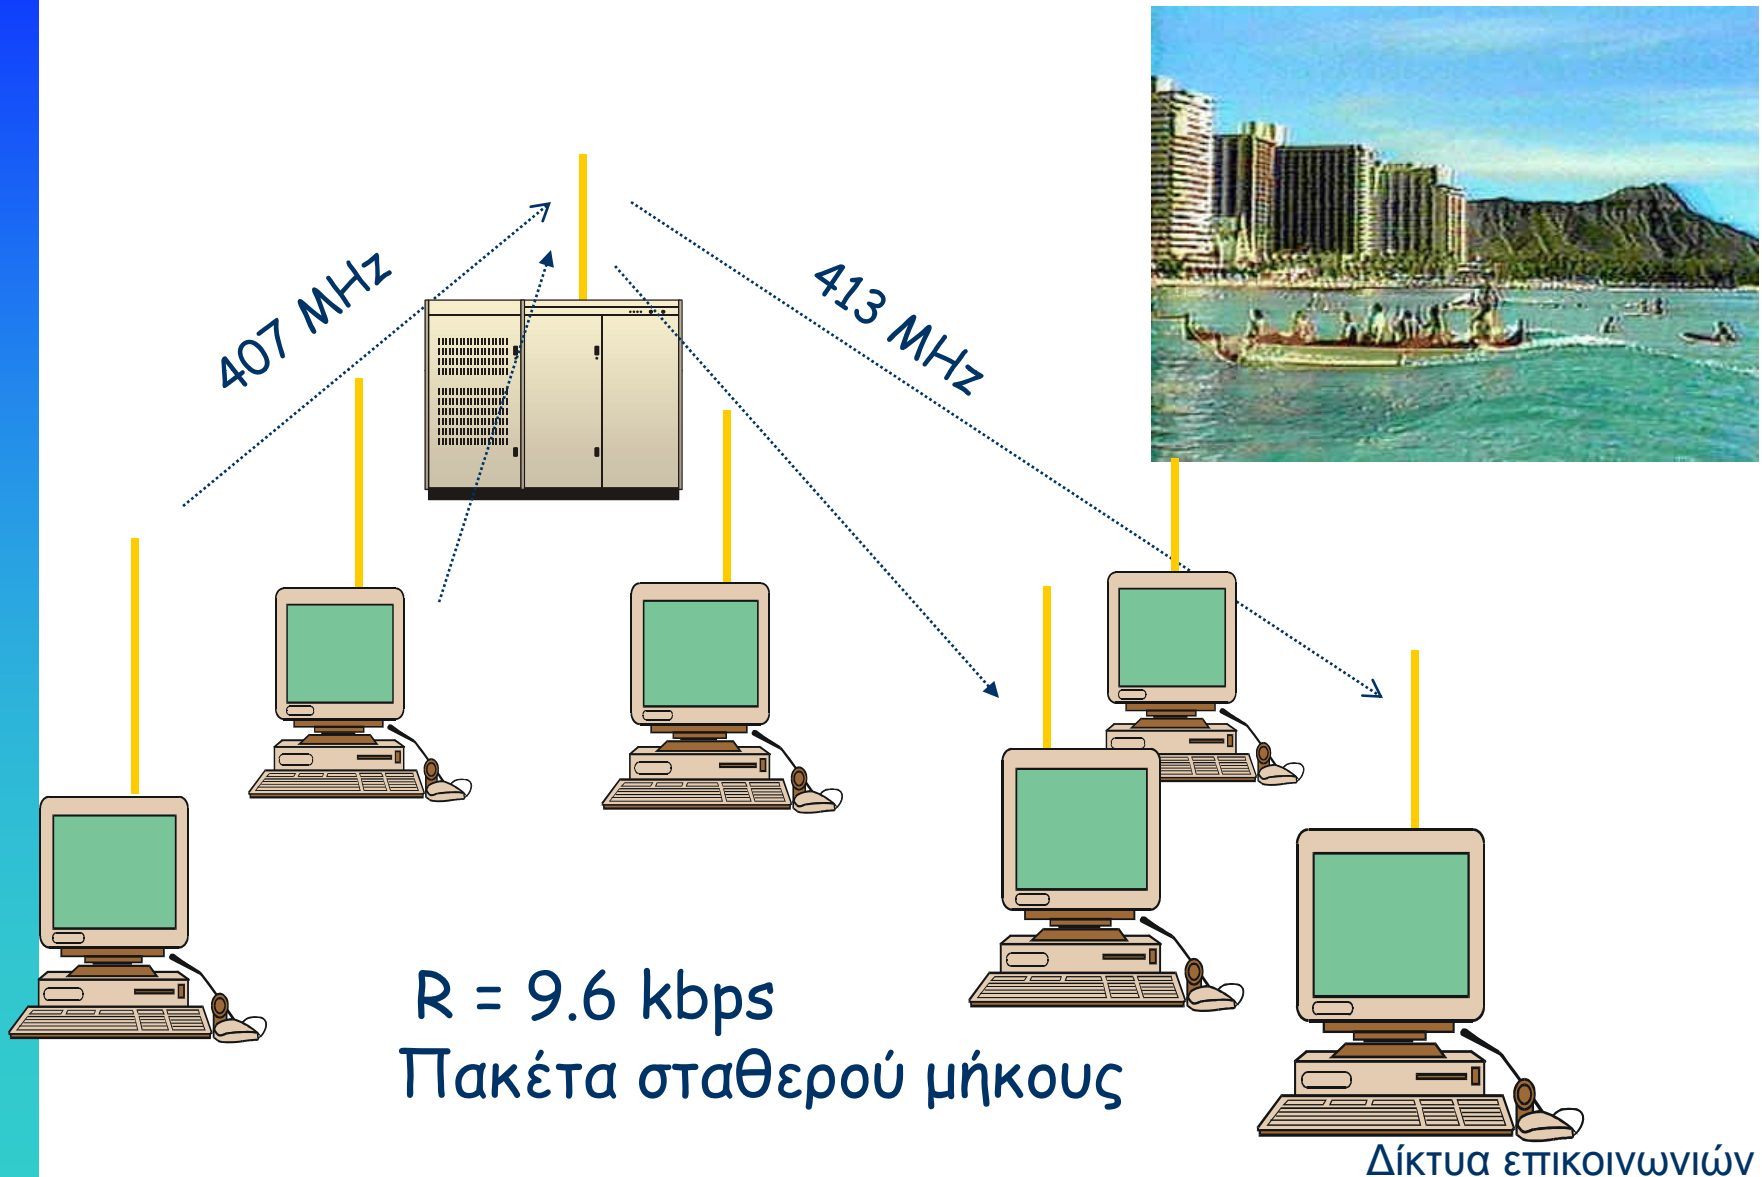 407 MHz
413 MHz
R = 9.6 kbps
Πακέτα σταθερού μήκους
Δίκτυα επικοινωνιών